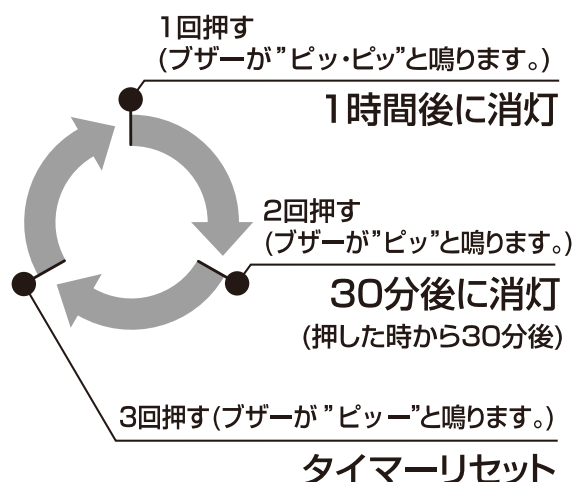 1回押す
(ブザーが”ピッ・ピッ”と鳴ります。)
1時間後に消灯
2回押す
(ブザーが”ピッ”と鳴ります。)
30分後に消灯
(押した時から30分後)
3回押す(ブザーが ” ピッ ー”と鳴ります。)
タイマーリセット